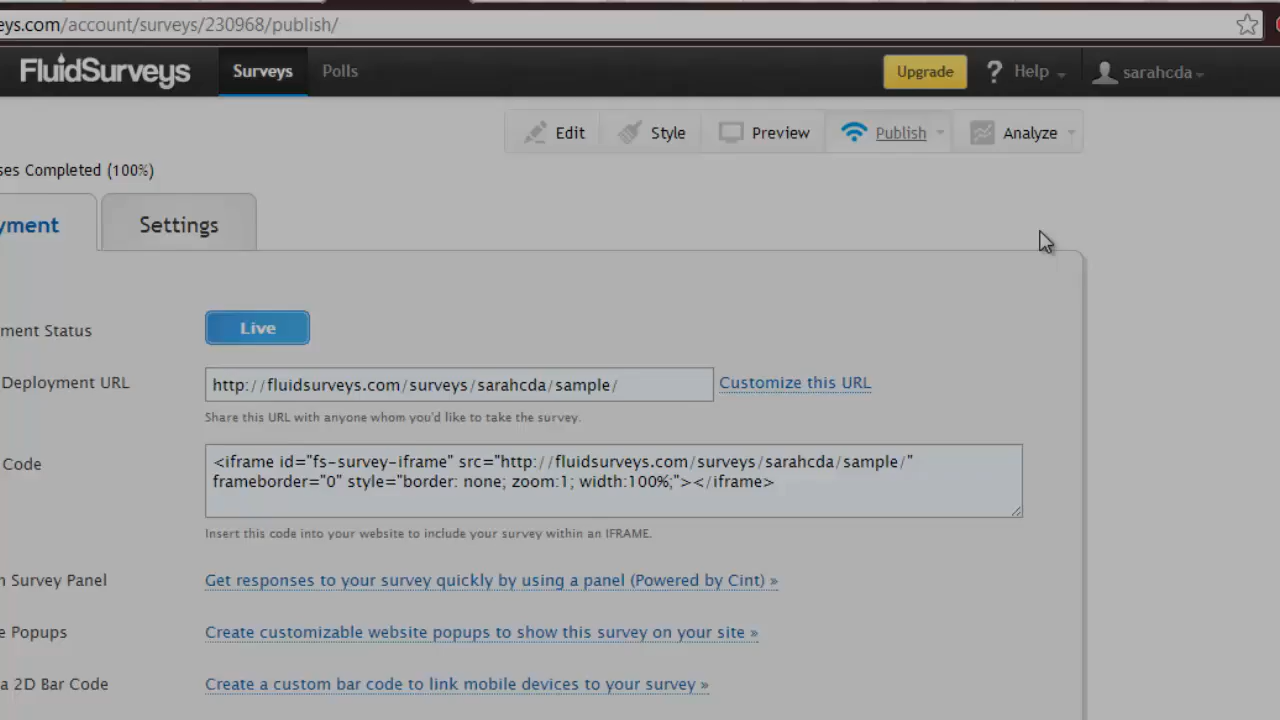 eys.com/account/surveys/230968/publish/
FluidSurveys Surveys Polls Upgrade ? Help sarahcda
Edit Style Preview Publish Analyze
ses Completed (100%)
yment Settings
ment Status Live
Deployment URL http://fluidsurveys.com/surveys/sarahcda/sample/ Customize this URL
Share this URL with anyone whom you'd like to take the survey.
Code <iframe id="fs-survey-iframe" src="http://fluidsurveys.com/surveys/sarahcda/sample/"
frameborder="0" style="border: none; zoom:1; width:100%;"></iframe>
Insert this code into your website to include your survey within an IFRAME.
n Survey Panel Get responses to your survey quickly by using a panel (Powered by Cint) »
e Popups Create customizable website popups to show this survey on your site »
a 2D Bar Code Create a custom bar code to link mobile devices to your survey »